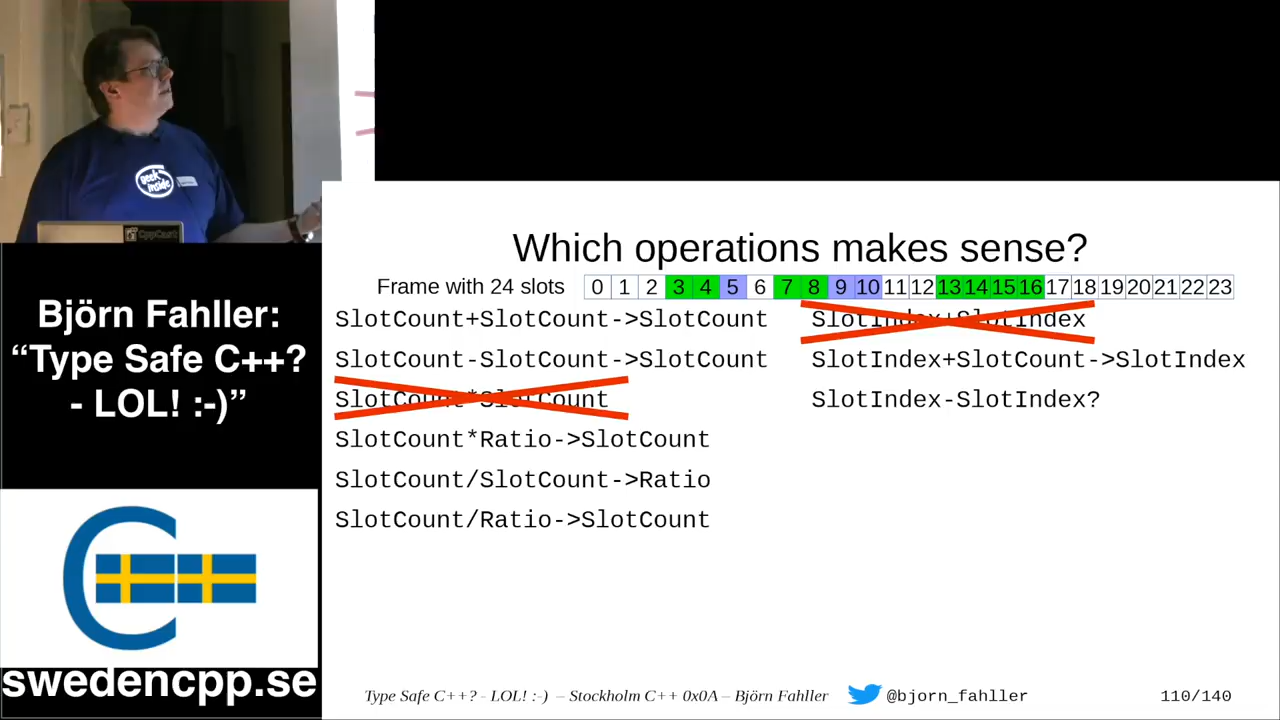 geek
inside
CppCast
Björn Fahller:
“Type Safe C++?
- LOL! :-)”
swedencpp.se
Which operations makes sense?
Frame with 24 slots 0 1 2 3 4 5 6 7 8 9 10 11 12 13 14 15 16 17 18 19 20 21 22 23
SlotCount+SlotCount->SlotCount
SlotCount-SlotCount->SlotCount
SlotCount*SlotCount
SlotCount*Ratio->SlotCount
SlotCount/SlotCount->Ratio
SlotCount/Ratio->SlotCount
SlotIndex+SlotIndex
SlotIndex+SlotCount->SlotIndex
SlotIndex-SlotIndex?
Type Safe C++? - LOL! :-) – Stockholm C++ 0x0A – Björn Fahller @bjorn_fahller 110/140